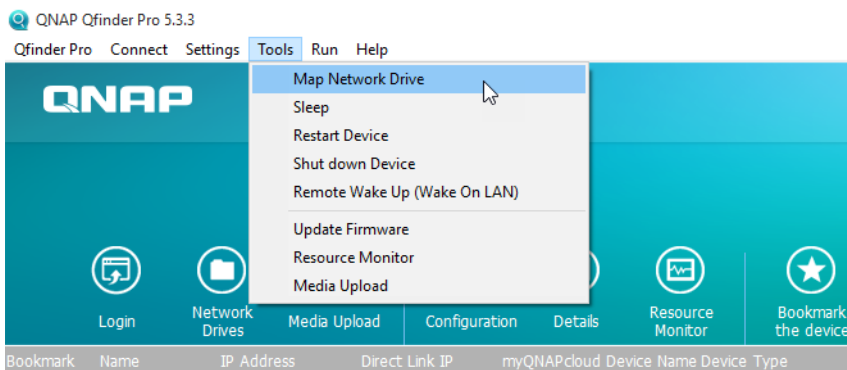 QNAP Qfinder Pro 5.3.3
Qfinder Pro Connect Settings Tools Run Help
QNAP
Map Network Drive
Sleep
Restart Device
Shut down Device
Remote Wake Up (Wake On LAN)
Update Firmware
Resource Monitor
Media Upload
Login
Network
Drives
Media Upload
Configuration
Details
Resource
Monitor
Bookmark
the device
Bookmark Name IP Address Direct Link IP myQNAPcloud Device Name Device Type